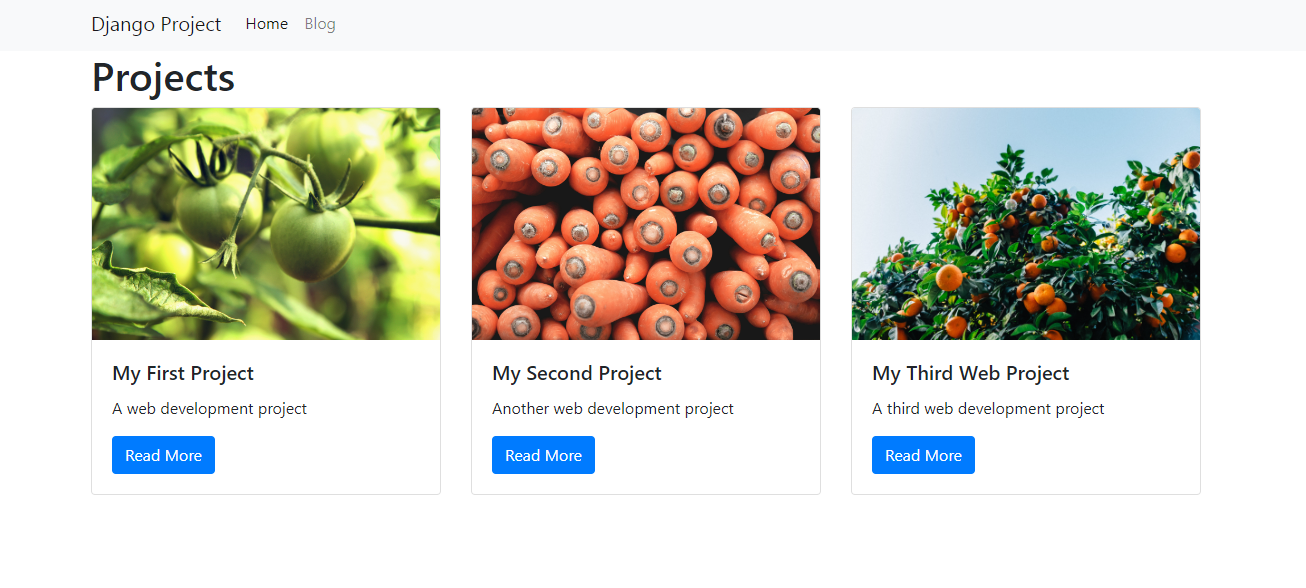 Django Project Home Blog
Projects
My First Project
A web development project
Read More
My Second Project
Another web development project
Read More
My Third Web Project
A third web development project
Read More